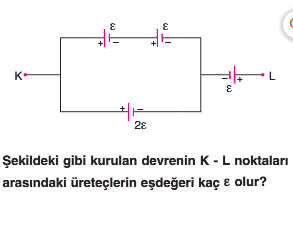 ε ε
+ − + −
K L
− +
ε
+ −
2ε
Şekildeki gibi kurulan devrenin K - L noktaları
arasındaki üreteçlerin eşdeğeri kaç ε olur?